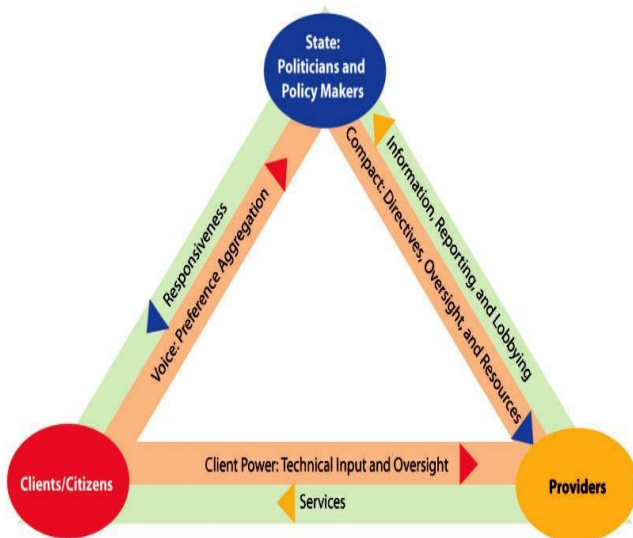 State:
Politicians and
Policy Makers
Responsiveness
Voice: Preference Aggregation
Compact: Directives, Oversight, and Resources
Information, Reporting, and Lobbying
Clients/Citizens
Client Power: Technical Input and Oversight
Services
Providers